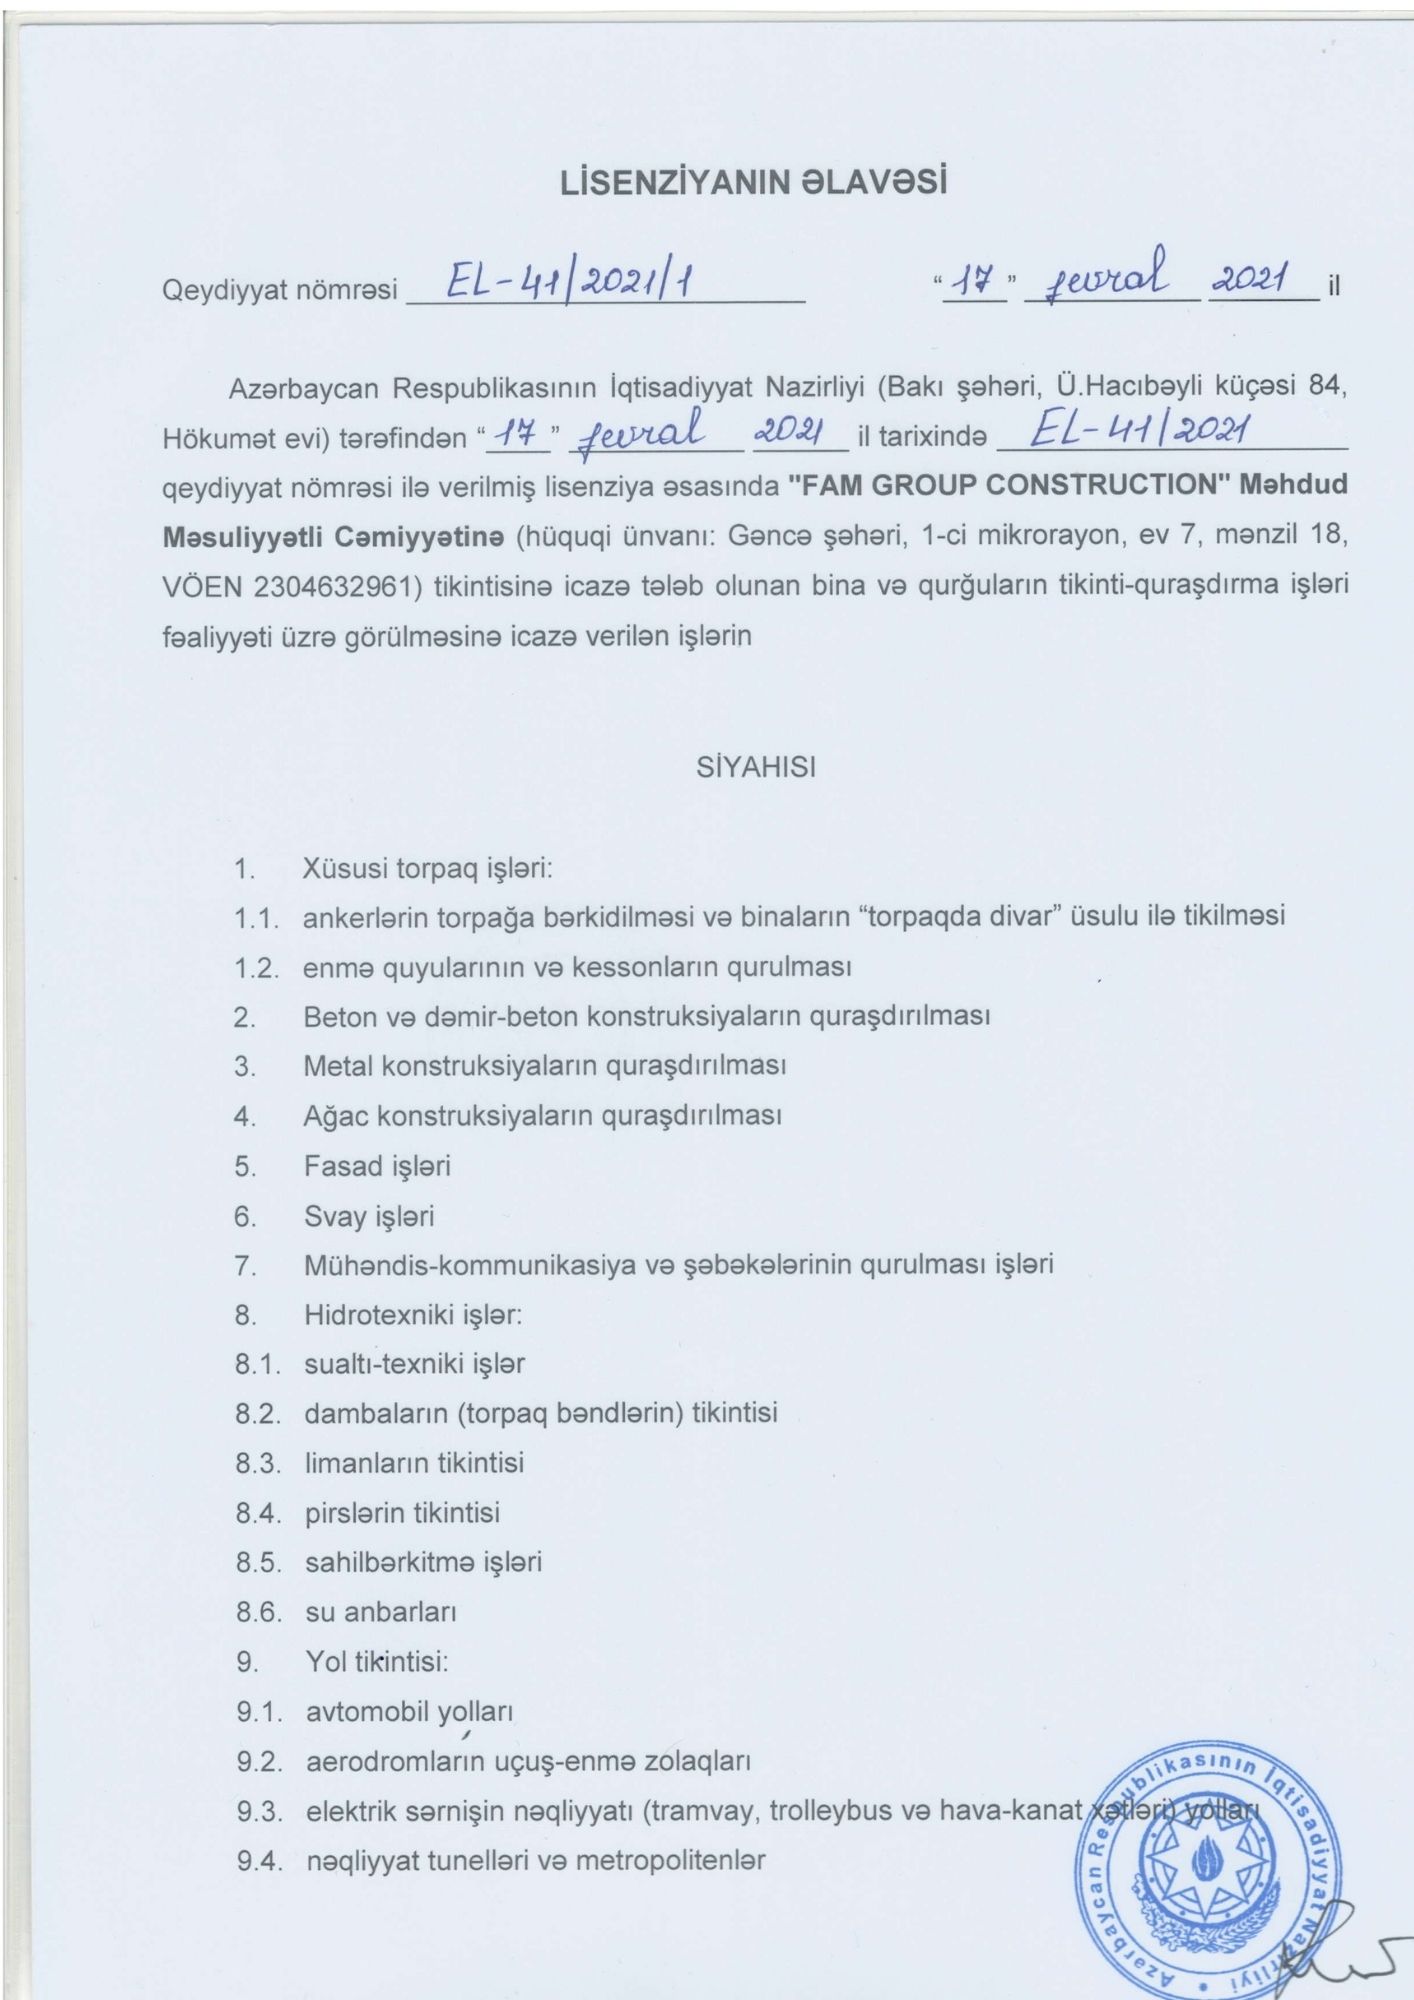 LİSENZİYANIN ƏLAVƏSİ
Qeydiyyat nömrəsi EL-41/2021/1 “17” fevral 2021 il
Azərbaycan Respublikasının İqtisadiyyat Nazirliyi (Bakı şəhəri, Ü.Hacıbəyli küçəsi 84,
Hökumət evi) tərəfindən “17” fevral 2021 il tarixində EL-41/2021
qeydiyyat nömrəsi ilə verilmiş lisenziya əsasında "FAM GROUP CONSTRUCTION" Məhdud
Məsuliyyətli Cəmiyyətinə (hüquqi ünvanı: Gəncə şəhəri, 1-ci mikrorayon, ev 7, mənzil 18,
VÖEN 2304632961) tikintisinə icazə tələb olunan bina və qurğuların tikinti-quraşdırma işləri
fəaliyyəti üzrə görülməsinə icazə verilən işlərin
SİYAHISI
1. Xüsusi torpaq işləri:
1.1. ankerlərin torpağa bərkidilməsi və binaların “torpaqda divar” üsulu ilə tikilməsi
1.2. enmə quyularının və kessonların qurulması
2. Beton və dəmir-beton konstruksiyaların quraşdırılması
3. Metal konstruksiyaların quraşdırılması
4. Ağac konstruksiyaların quraşdırılması
5. Fasad işləri
6. Svay işləri
7. Mühəndis-kommunikasiya və şəbəkələrinin qurulması işləri
8. Hidrotexniki işlər:
8.1. sualtı-texniki işlər
8.2. dambaların (torpaq bəndlərin) tikintisi
8.3. limanların tikintisi
8.4. pirslərin tikintisi
8.5. sahilbərkitmə işləri
8.6. su anbarları
9. Yol tikintisi:
9.1. avtomobil yolları
9.2. aerodromların uçuş-enmə zolaqları
9.3. elektrik sərnişin nəqliyyatı (tramvay, trolleybus və hava-kanat xətləri) yolları
9.4. nəqliyyat tunelləri və metropolitenlər
Azərbaycan Respublikasının İqtisadiyyat Nazirliyi